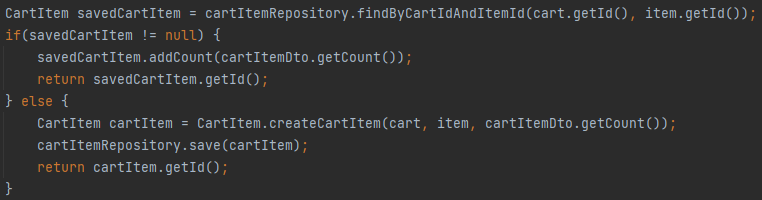 CartItem savedCartItem = cartItemRepository.findByCartIdAndItemId(cart.getId(), item.getId());
if(savedCartItem != null) {
    savedCartItem.addCount(cartItemDto.getCount());
    return savedCartItem.getId();
} else {
    CartItem cartItem = CartItem.createCartItem(cart, item, cartItemDto.getCount());
    cartItemRepository.save(cartItem);
    return cartItem.getId();
}